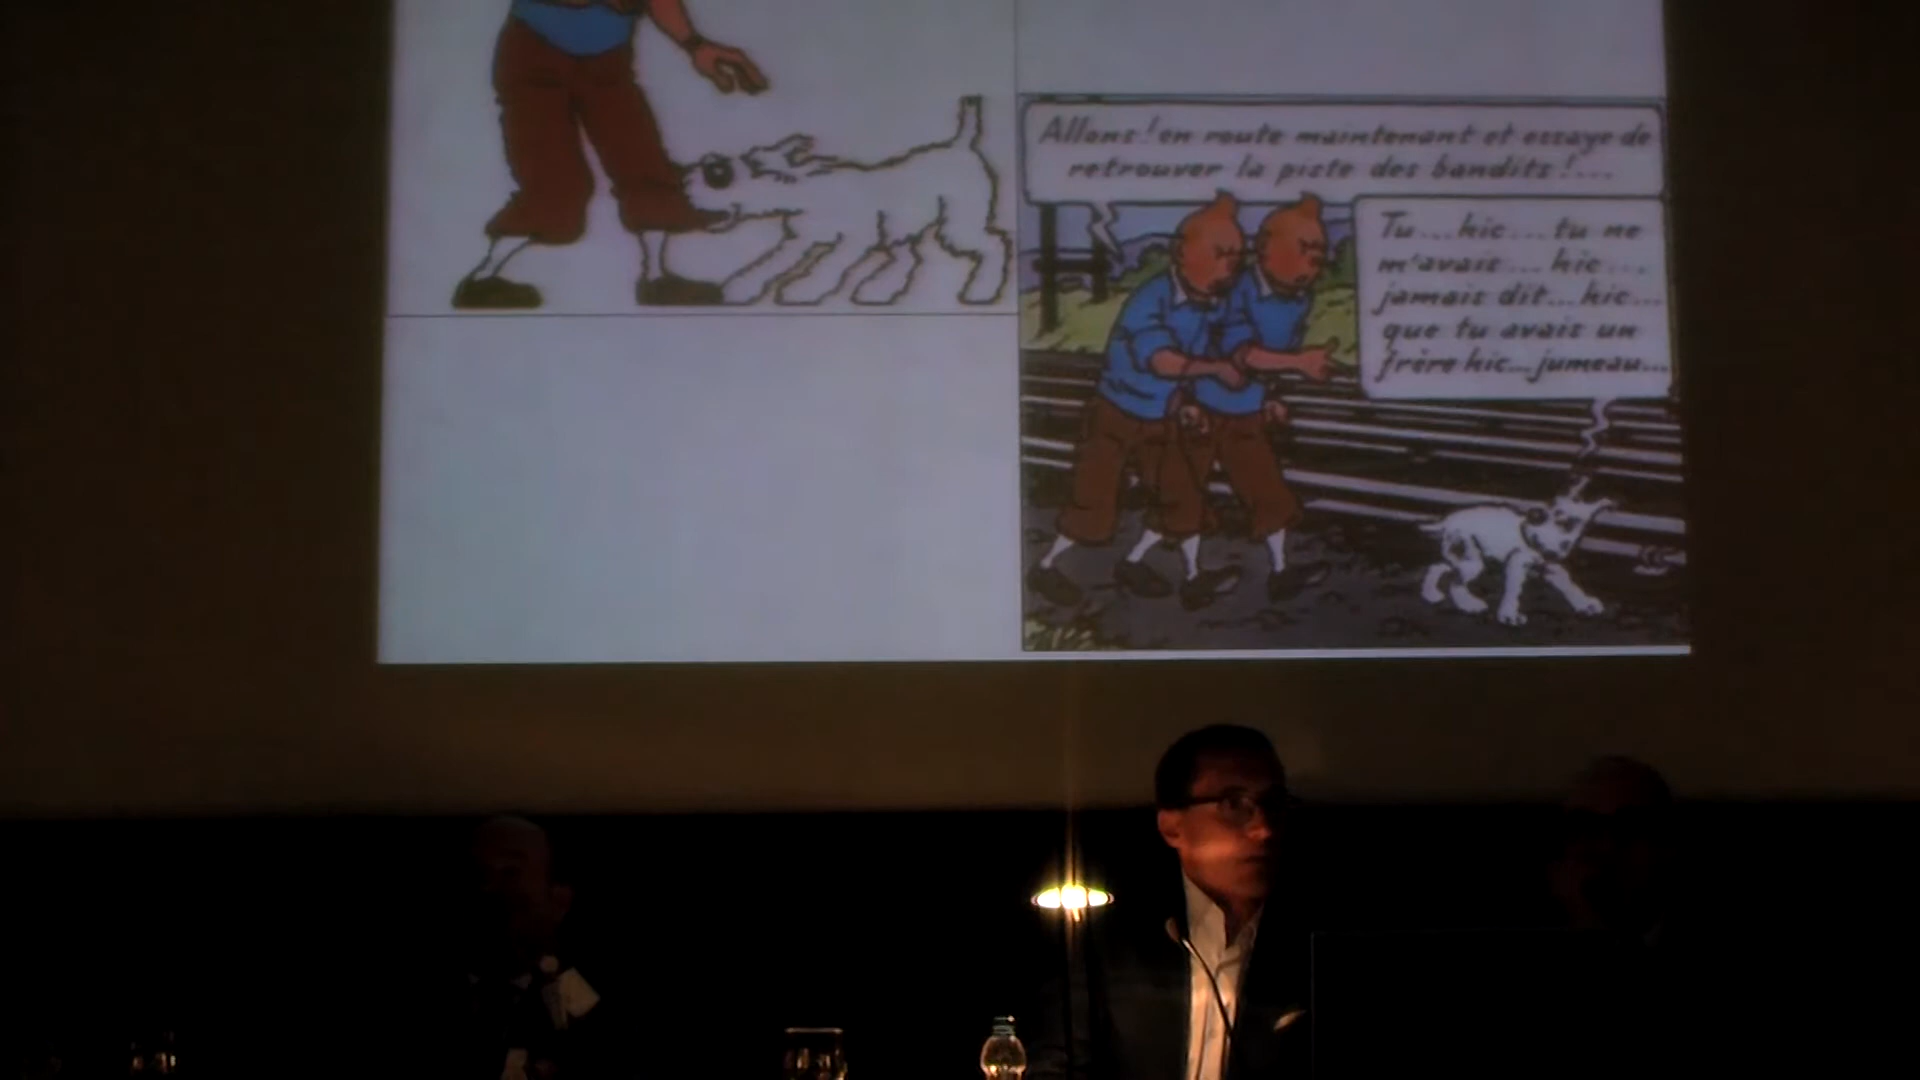 Allons! en route maintenant et essaye de
retrouver la piste des bandits!...
Tu...hic...tu ne
m'avais...hic...
jamais dit...hic...
que tu avais un
frère hic...jumeau...